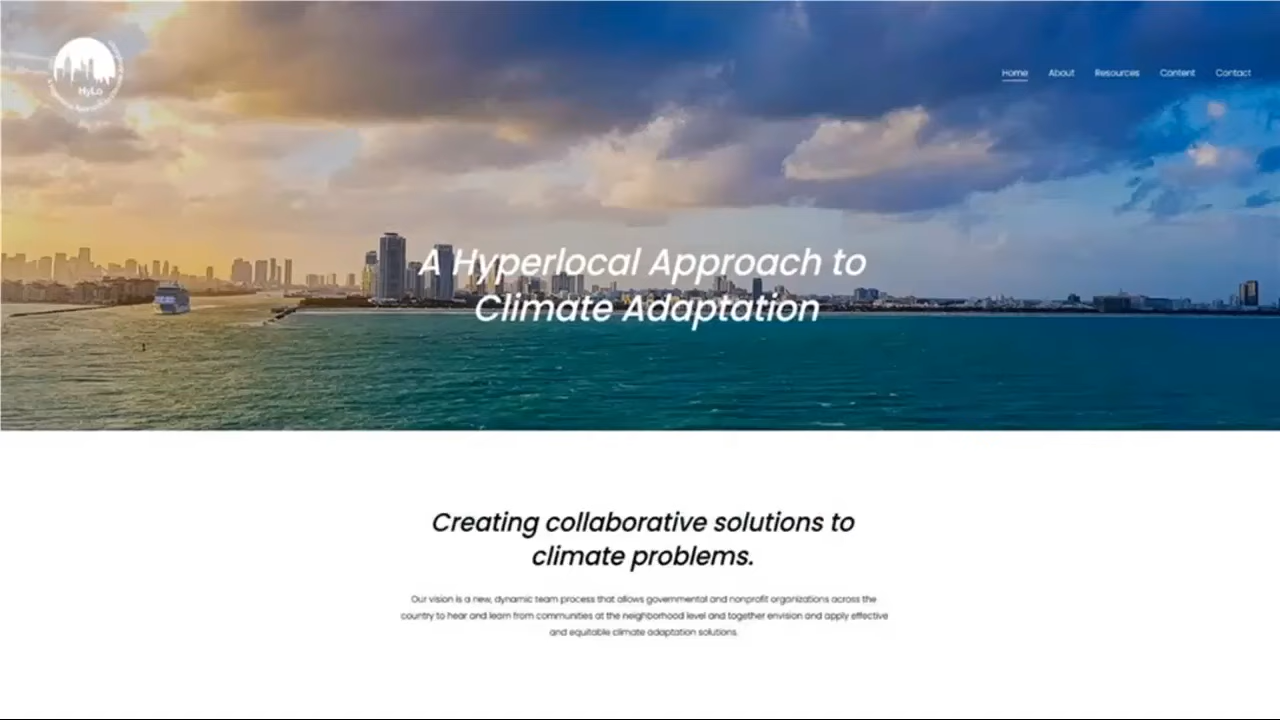 HyLo
Home
About
Resources
Content
Contact
A Hyperlocal Approach to
Climate Adaptation
Creating collaborative solutions to
climate problems.
Our vision is a new, dynamic team process that allows governmental and nonprofit organizations across the
country to hear and learn from communities at the neighborhood level and together envision and apply effective
and equitable climate adaptation solutions.